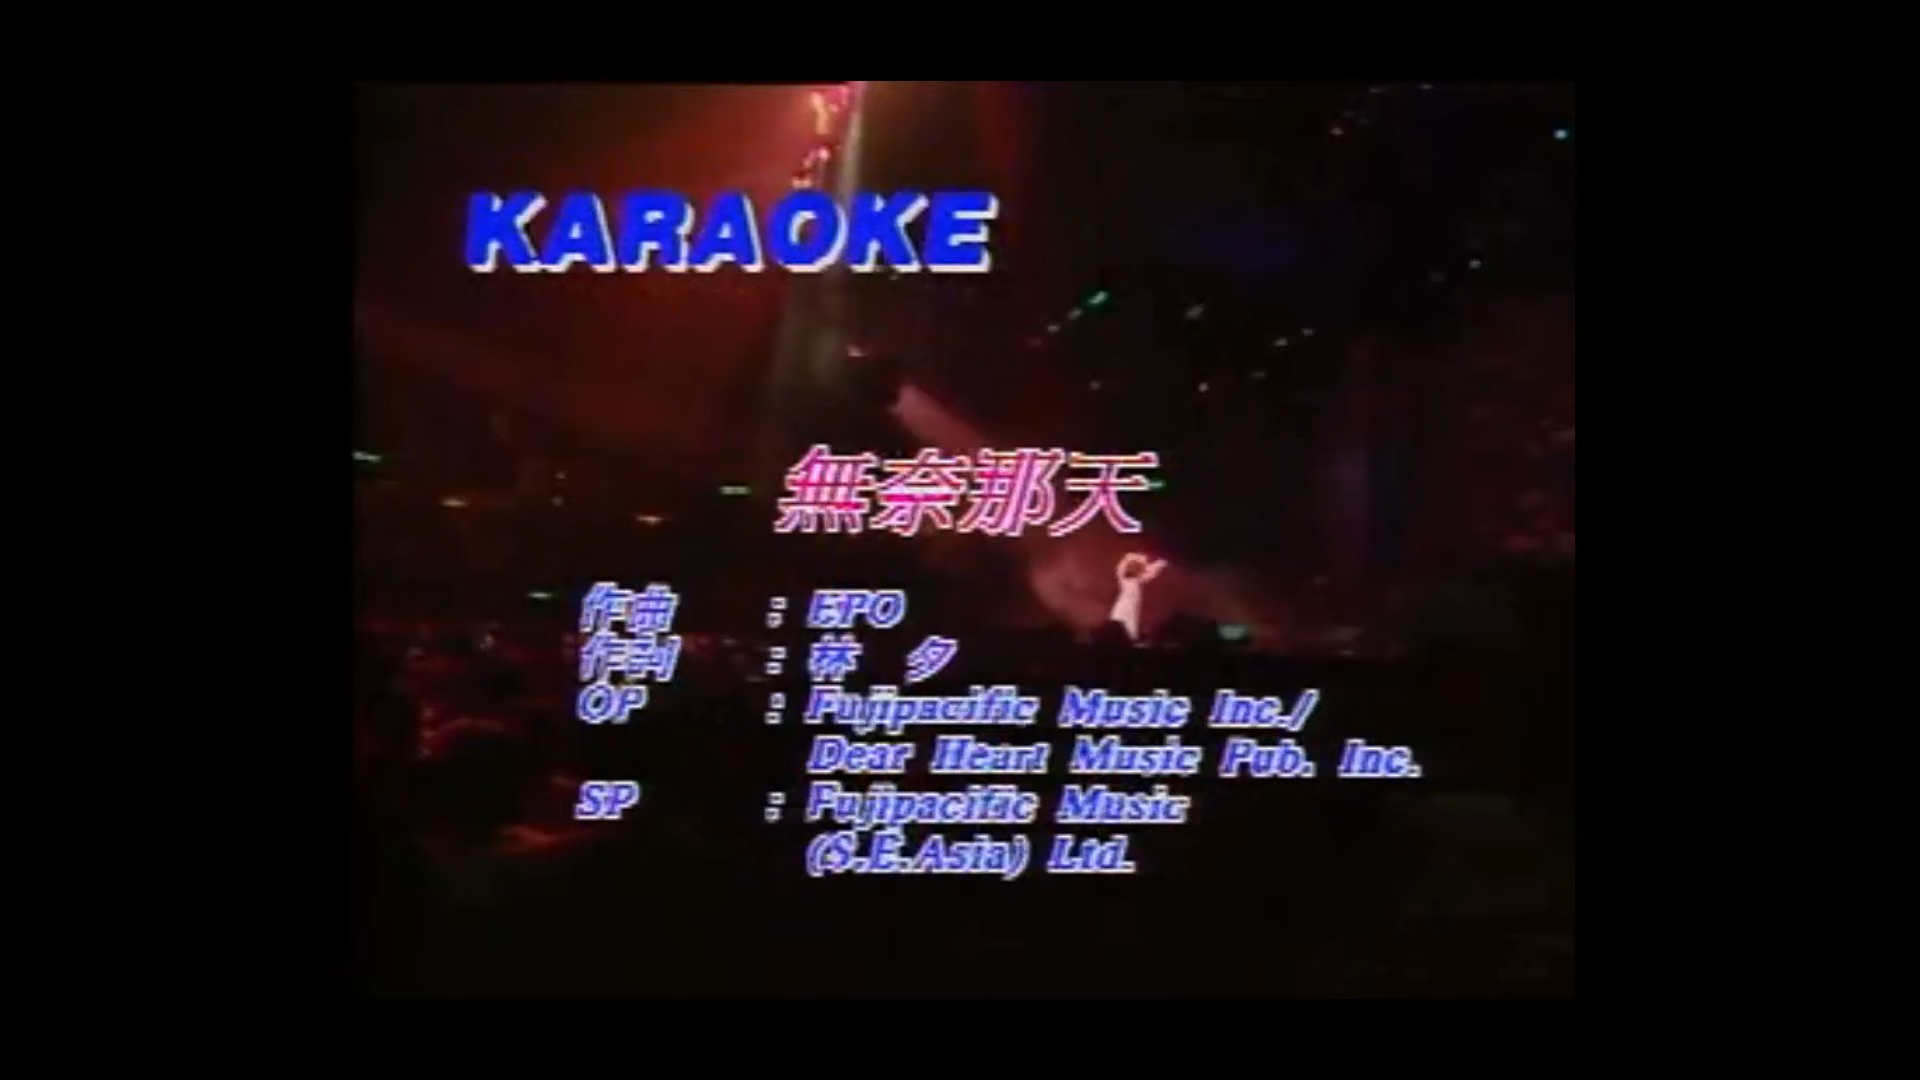 KARAOKE
無奈那天
作曲 : EPO
作詞 : 林 夕
OP : Fujipacific Music Inc./
Dear Heart Music Pub. Inc.
SP : Fujipacific Music
(S.E.Asia) Ltd.